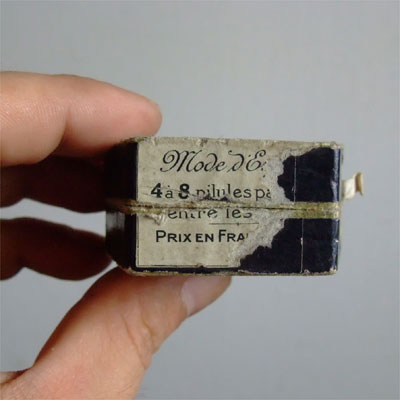 Mode d'E
4 à 8 pilules pa
entre les
PRIX EN FRA